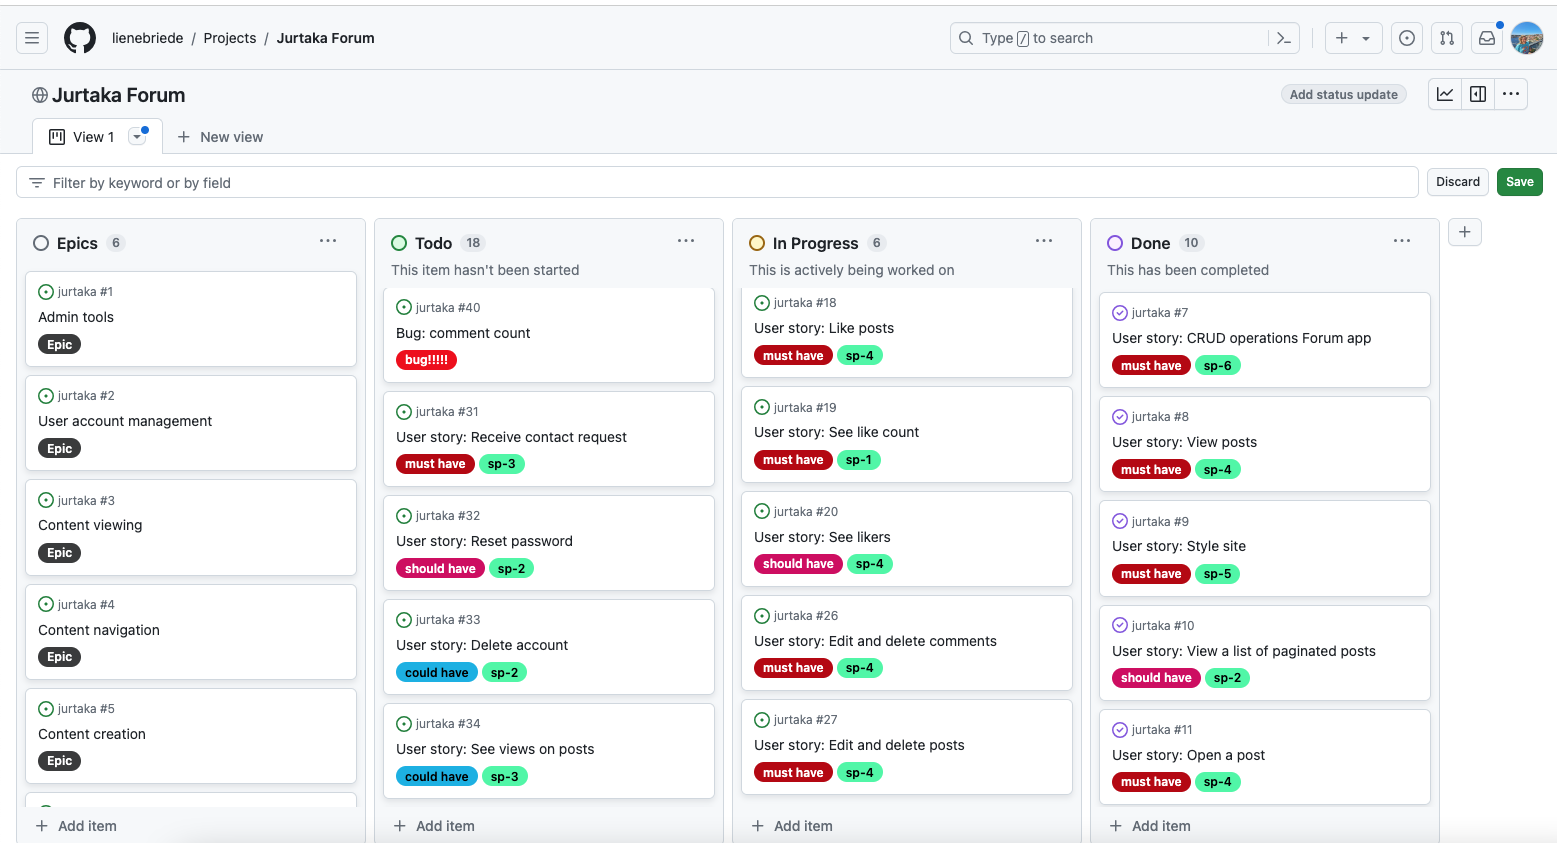 lienebriede / Projects / Jurtaka Forum
Type / to search
Jurtaka Forum
Add status update
View 1
New view
Filter by keyword or by field
Discard
Save
Epics 6
jurtaka #1
Admin tools
Epic
jurtaka #2
User account management
Epic
jurtaka #3
Content viewing
Epic
jurtaka #4
Content navigation
Epic
jurtaka #5
Content creation
Epic
Add item
Todo 18
This item hasn't been started
jurtaka #40
Bug: comment count
bug!!!!!
jurtaka #31
User story: Receive contact request
must have sp-3
jurtaka #32
User story: Reset password
should have sp-2
jurtaka #33
User story: Delete account
could have sp-2
jurtaka #34
User story: See views on posts
could have sp-3
Add item
In Progress 6
This is actively being worked on
jurtaka #18
User story: Like posts
must have sp-4
jurtaka #19
User story: See like count
must have sp-1
jurtaka #20
User story: See likers
should have sp-4
jurtaka #26
User story: Edit and delete comments
must have sp-4
jurtaka #27
User story: Edit and delete posts
must have sp-4
Add item
Done 10
This has been completed
jurtaka #7
User story: CRUD operations Forum app
must have sp-6
jurtaka #8
User story: View posts
must have sp-4
jurtaka #9
User story: Style site
must have sp-5
jurtaka #10
User story: View a list of paginated posts
should have sp-2
jurtaka #11
User story: Open a post
must have sp-4
Add item